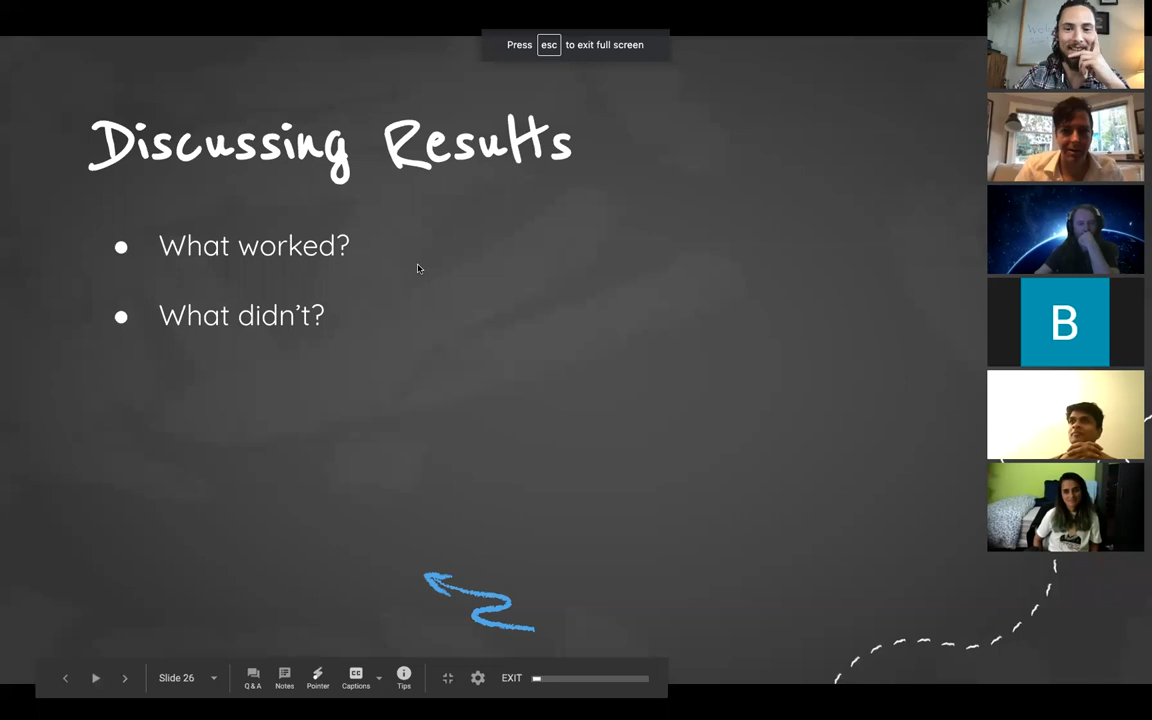 Press esc to exit full screen
Discussing Results
● What worked?
● What didn't?
B
Slide 26
Q & A
Notes
Pointer
CC
Captions
Tips
EXIT